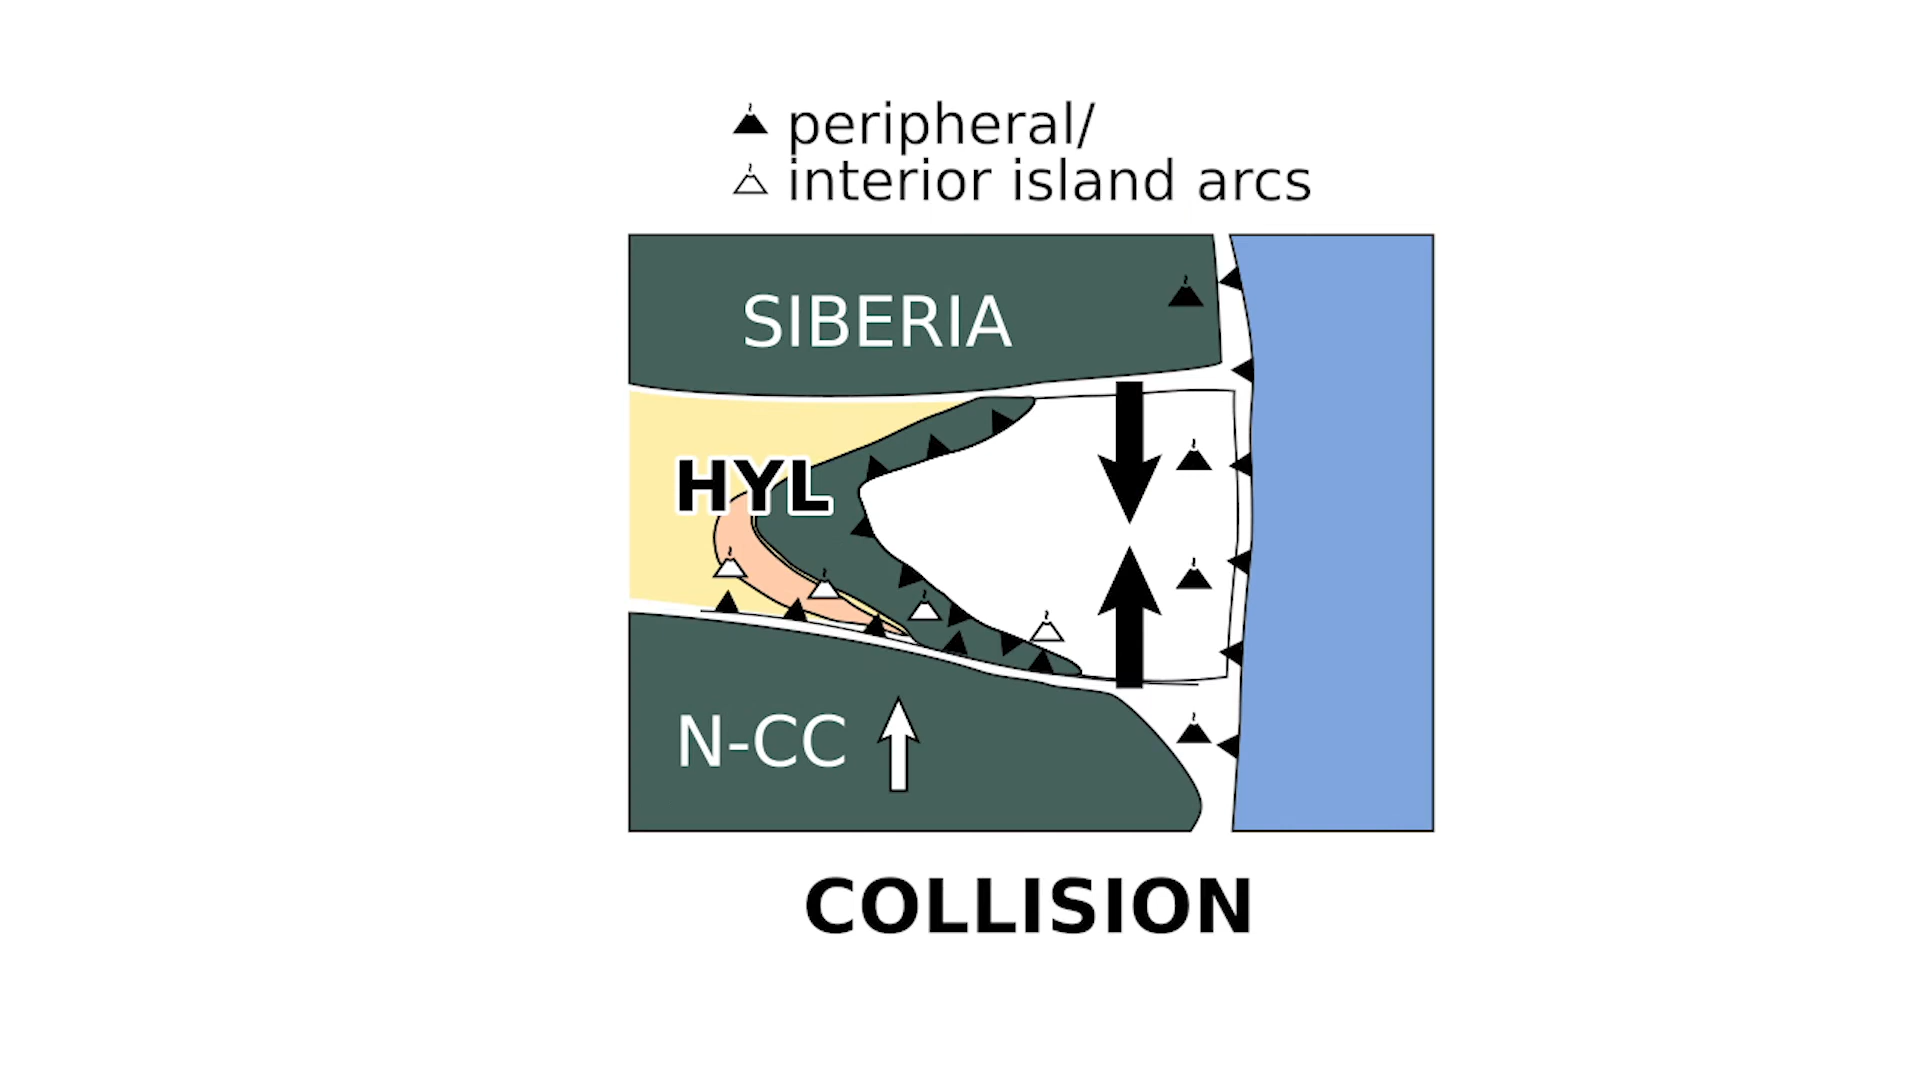 peripheral/
interior island arcs
SIBERIA
HYL
N-CC
COLLISION